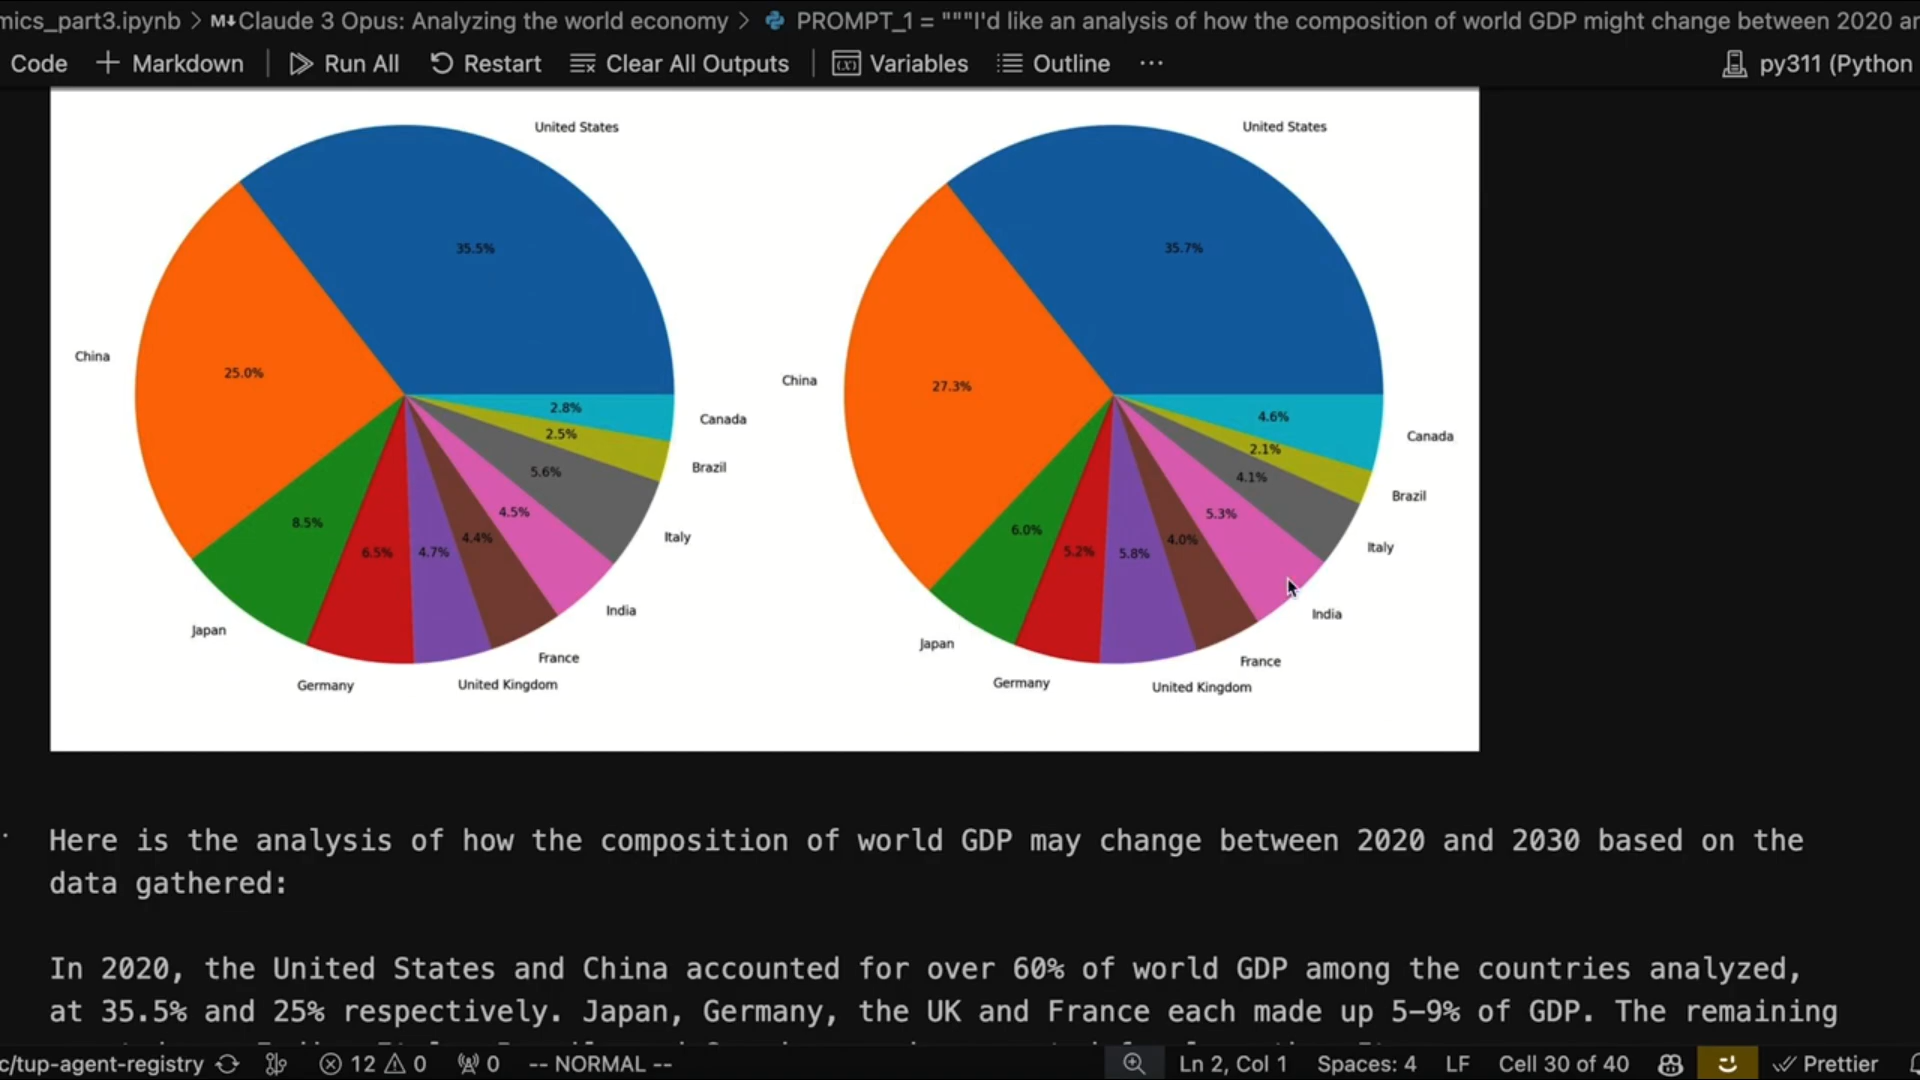 mics_part3.ipynb > M↓Claude 3 Opus: Analyzing the world economy > PROMPT_1 = """I'd like an analysis of how the composition of world GDP might change between 2020 ar
Code + Markdown Run All Restart Clear All Outputs Variables Outline ··· py311 (Python
United States
35.5%
China
25.0%
2.8%
Canada
2.5%
Brazil
5.6%
Italy
4.5%
India
4.4%
France
4.7%
United Kingdom
6.5%
Germany
8.5%
Japan
United States
35.7%
China
27.3%
4.6%
Canada
2.1%
Brazil
4.1%
Italy
5.3%
India
4.0%
France
5.8%
United Kingdom
5.2%
Germany
6.0%
Japan
Here is the analysis of how the composition of world GDP may change between 2020 and 2030 based on the
data gathered:
In 2020, the United States and China accounted for over 60% of world GDP among the countries analyzed,
at 35.5% and 25% respectively. Japan, Germany, the UK and France each made up 5-9% of GDP. The remaining
c/tup-agent-registry 12 0 0 -- NORMAL -- Ln 2, Col 1 Spaces: 4 LF Cell 30 of 40 Prettier